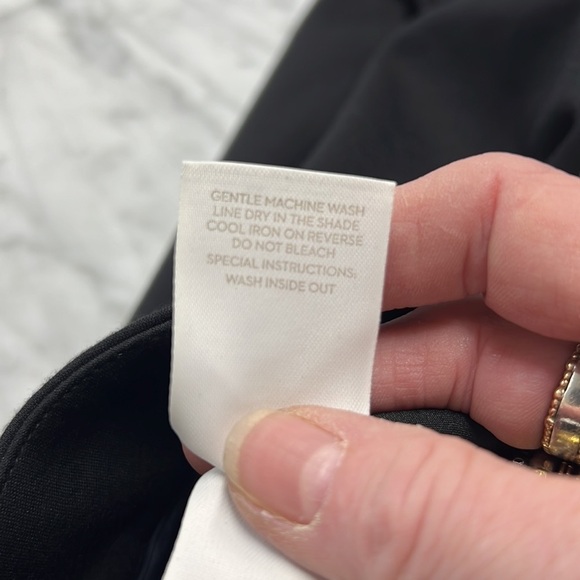 GENTLE MACHINE WASH
LINE DRY IN THE SHADE
COOL IRON ON REVERSE
DO NOT BLEACH
SPECIAL INSTRUCTIONS:
WASH INSIDE OUT